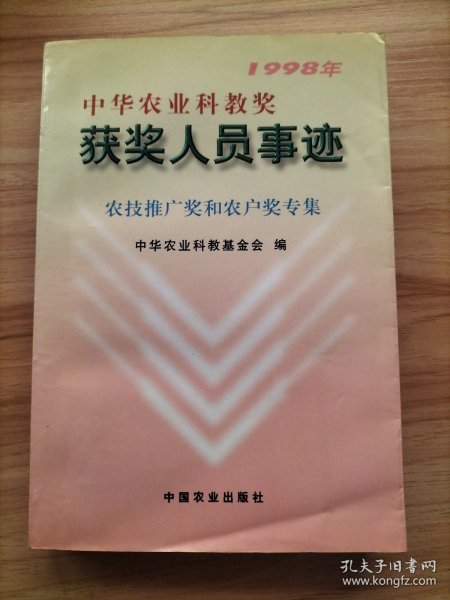 1998年
中华农业科教奖
获奖人员事迹
农技推广奖和农户奖专集
中华农业科教基金会 编
中国农业出版社
孔夫子旧书网
www.kongfz.com